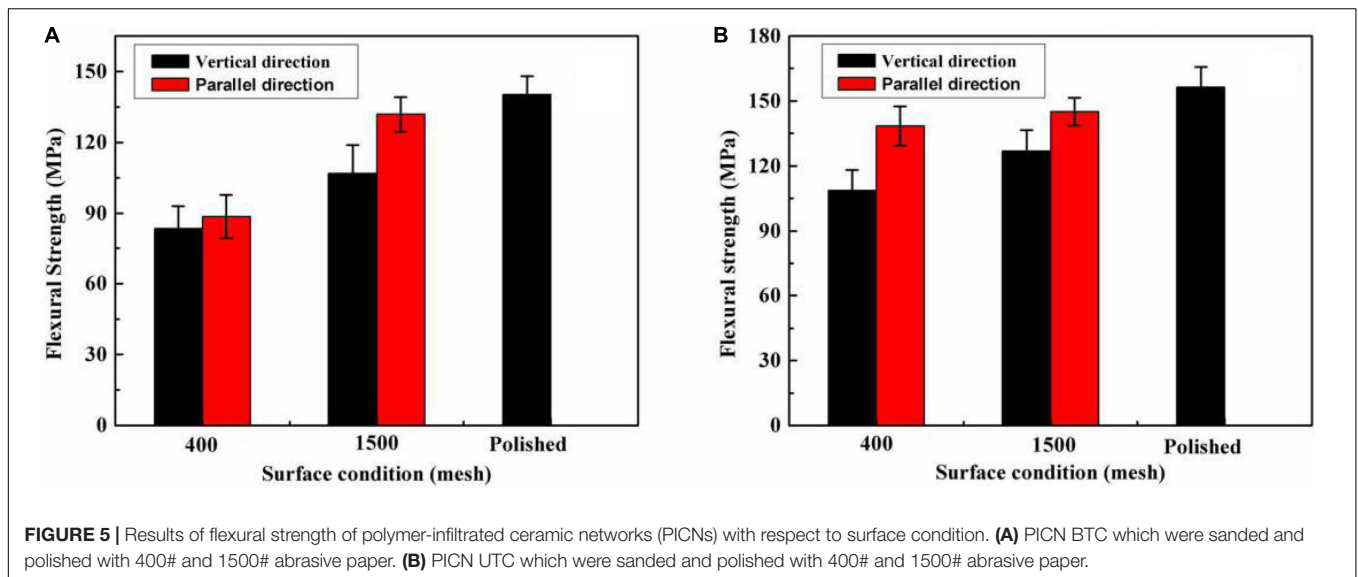 A
Vertical direction
Parallel direction
150
120
90
60
30
0
Flexural Strength (MPa)
400
1500
Polished
Surface condition (mesh)
B
Vertical direction
Parallel direction
180
150
120
90
60
30
0
Flexural strength (MPa)
400
1500
Polished
Surface condition (mesh)
FIGURE 5 | Results of flexural strength of polymer-infiltrated ceramic networks (PICNs) with respect to surface condition. (A) PICN BTC which were sanded and
polished with 400# and 1500# abrasive paper. (B) PICN UTC which were sanded and polished with 400# and 1500# abrasive paper.